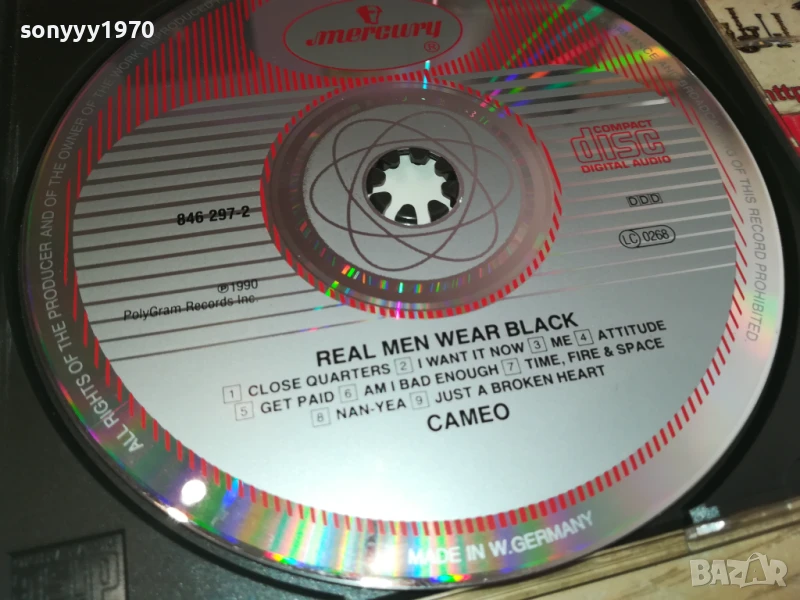 sonyyy1970
mercury ®
COMPACT
disc
DIGITAL AUDIO
846 297-2
DDD
LC 0268
℗1990
PolyGram Records Inc.
REAL MEN WEAR BLACK
1 CLOSE QUARTERS 2 I WANT IT NOW 3 ME 4 ATTITUDE
5 GET PAID 6 AM I BAD ENOUGH 7 TIME, FIRE & SPACE
8 NAN-YEA 9 JUST A BROKEN HEART
CAMEO
ALL RIGHTS OF THE PRODUCER AND OF THE OWNER OF THE WORK
OF THIS RECORD PROHIBITED
MADE IN W.GERMANY
BAZAR